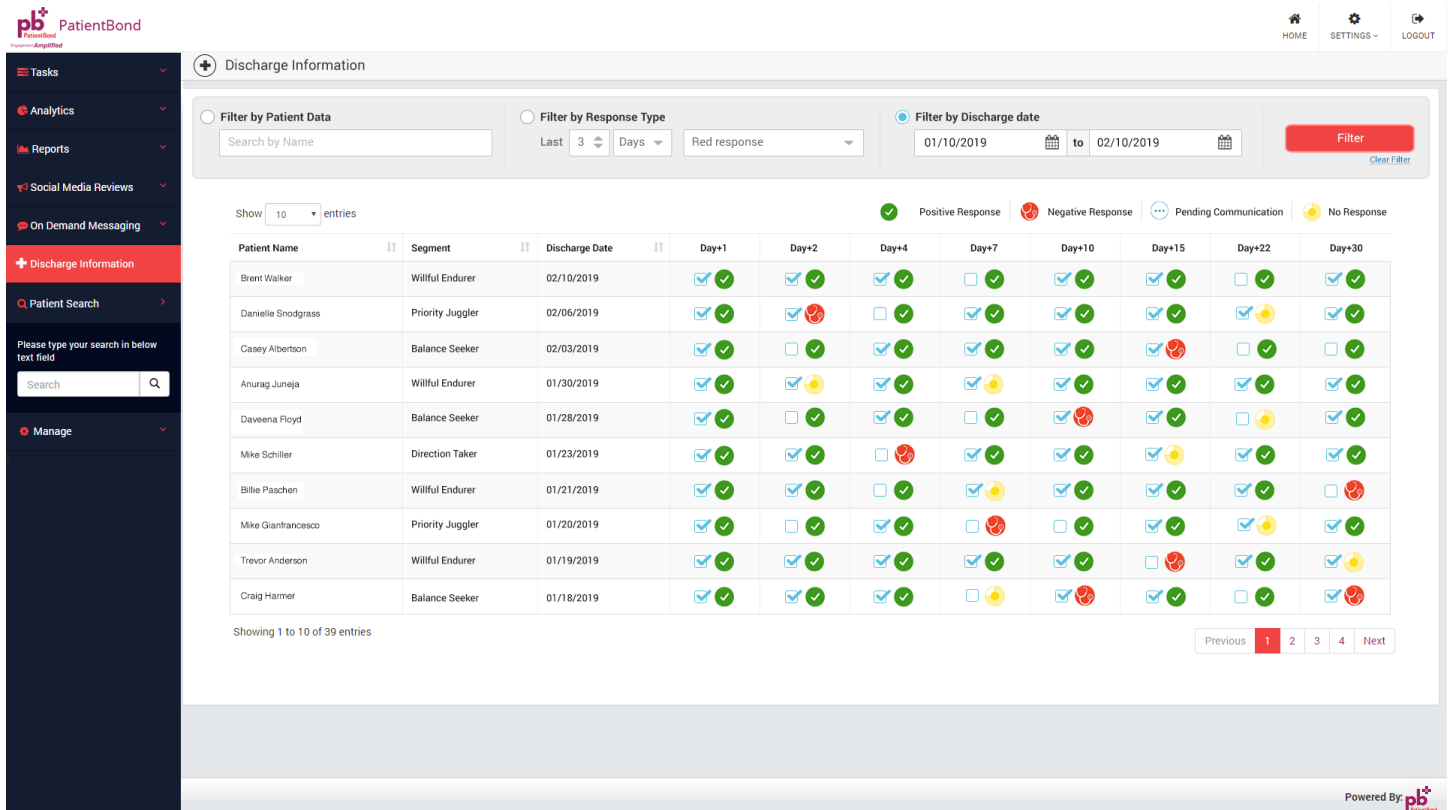 pb PatientBond
PatientBond
Engagement Amplified
HOME SETTINGS LOGOUT
Tasks
Analytics
Reports
Social Media Reviews
On Demand Messaging
Discharge Information
Patient Search
Please type your search in below
text field
Search
Manage
Discharge Information
Filter by Patient Data Filter by Response Type Filter by Discharge date
Search by Name Last 3 Days Red response 01/10/2019 to 02/10/2019 Filter
Clear Filter
Show 10 entries Positive Response Negative Response Pending Communication No Response
Patient Name Segment Discharge Date Day+1 Day+2 Day+4 Day+7 Day+10 Day+15 Day+22 Day+30
Brent Walker Willful Endurer 02/10/2019
Danielle Snodgrass Priority Juggler 02/06/2019
Casey Albertson Balance Seeker 02/03/2019
Anurag Juneja Willful Endurer 01/30/2019
Daveena Floyd Balance Seeker 01/28/2019
Mike Schiller Direction Taker 01/23/2019
Billie Paschen Willful Endurer 01/21/2019
Mike Gianfrancesco Priority Juggler 01/20/2019
Trevor Anderson Willful Endurer 01/19/2019
Craig Harmer Balance Seeker 01/18/2019
Showing 1 to 10 of 39 entries
Previous 1 2 3 4 Next
Powered By: pb
PatientBond